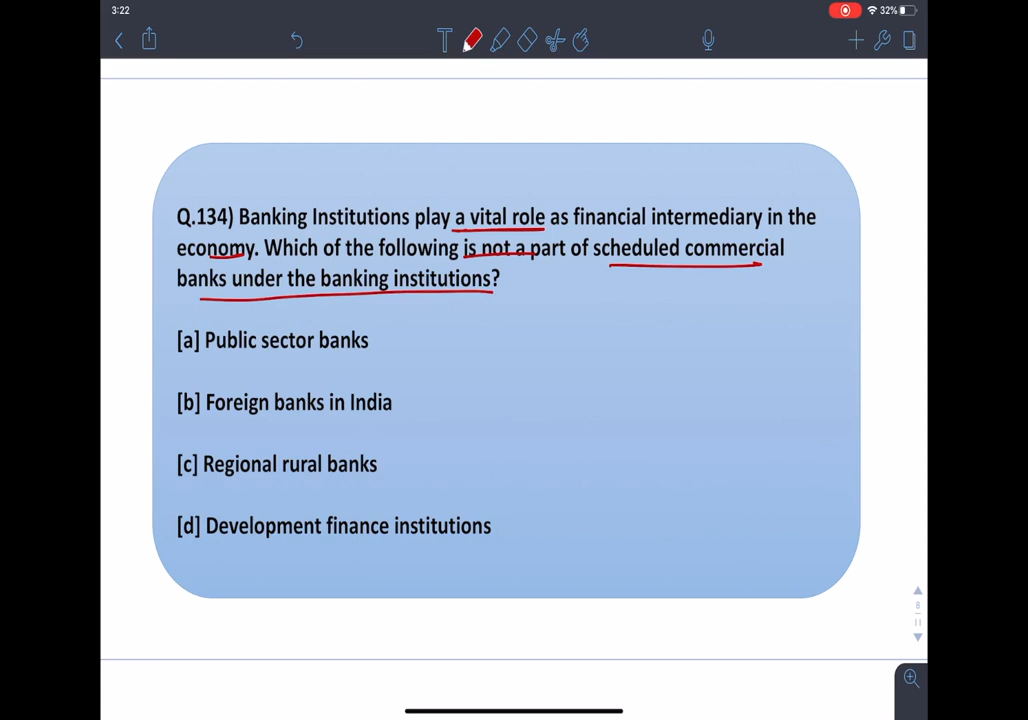 3:22
32%
T
Q.134) Banking Institutions play a vital role as financial intermediary in the
economy. Which of the following is not a part of scheduled commercial
banks under the banking institutions?
[a] Public sector banks
[b] Foreign banks in India
[c] Regional rural banks
[d] Development finance institutions
8
11